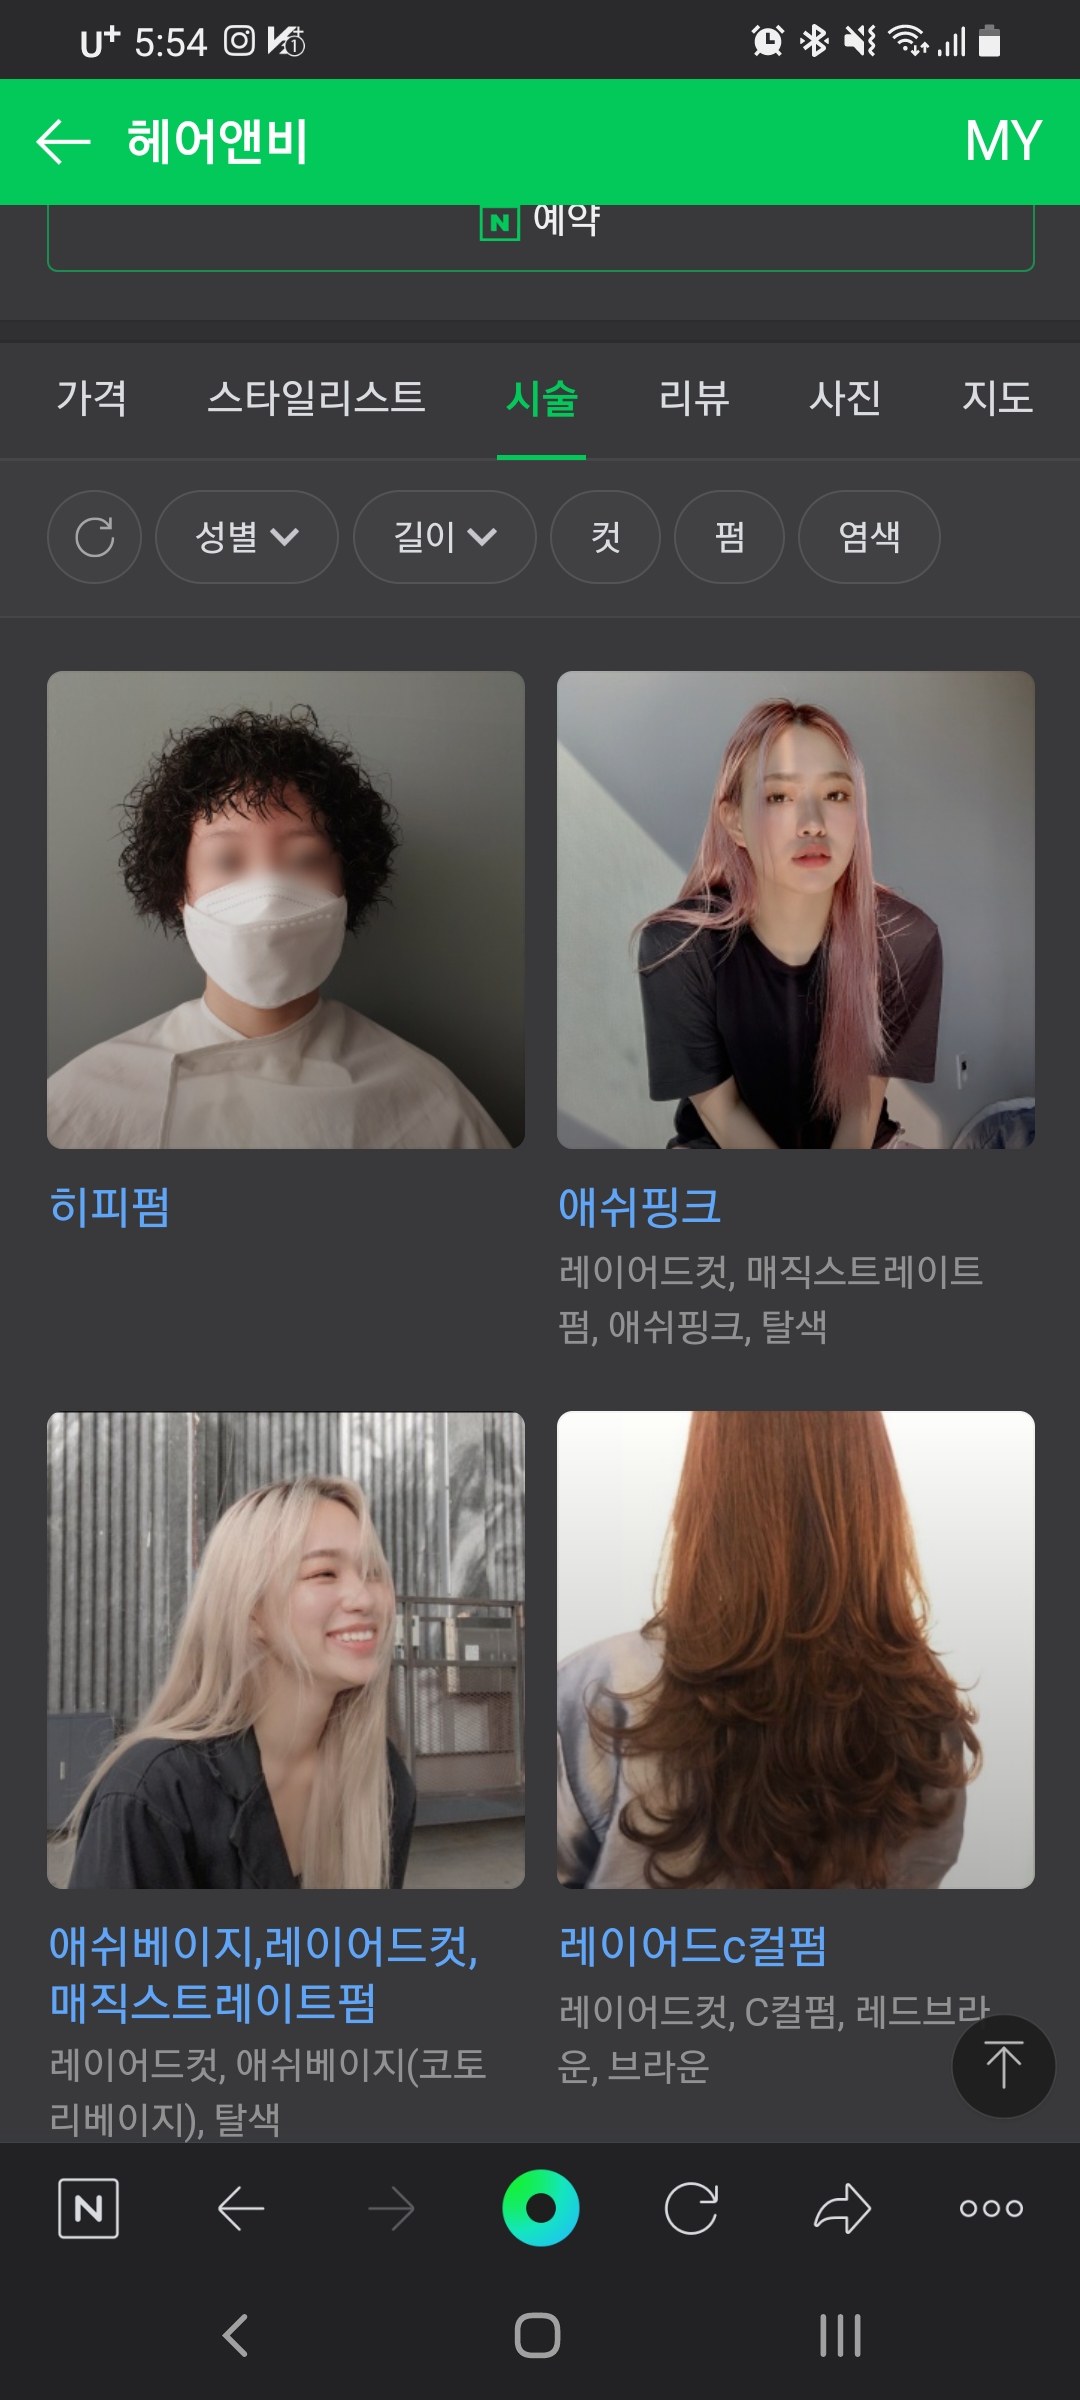 U+ 5:54
헤어앤비 MY
N 예약
가격 스타일리스트 시술 리뷰 사진 지도
성별 길이 컷 펌 염색
히피펌
애쉬핑크
레이어드컷, 매직스트레이트
펌, 애쉬핑크, 탈색
애쉬베이지,레이어드컷,
매직스트레이트펌
레이어드컷, 애쉬베이지(코토
리베이지), 탈색
레이어드c컬펌
레이어드컷, C컬펌, 레드브라
운, 브라운
N